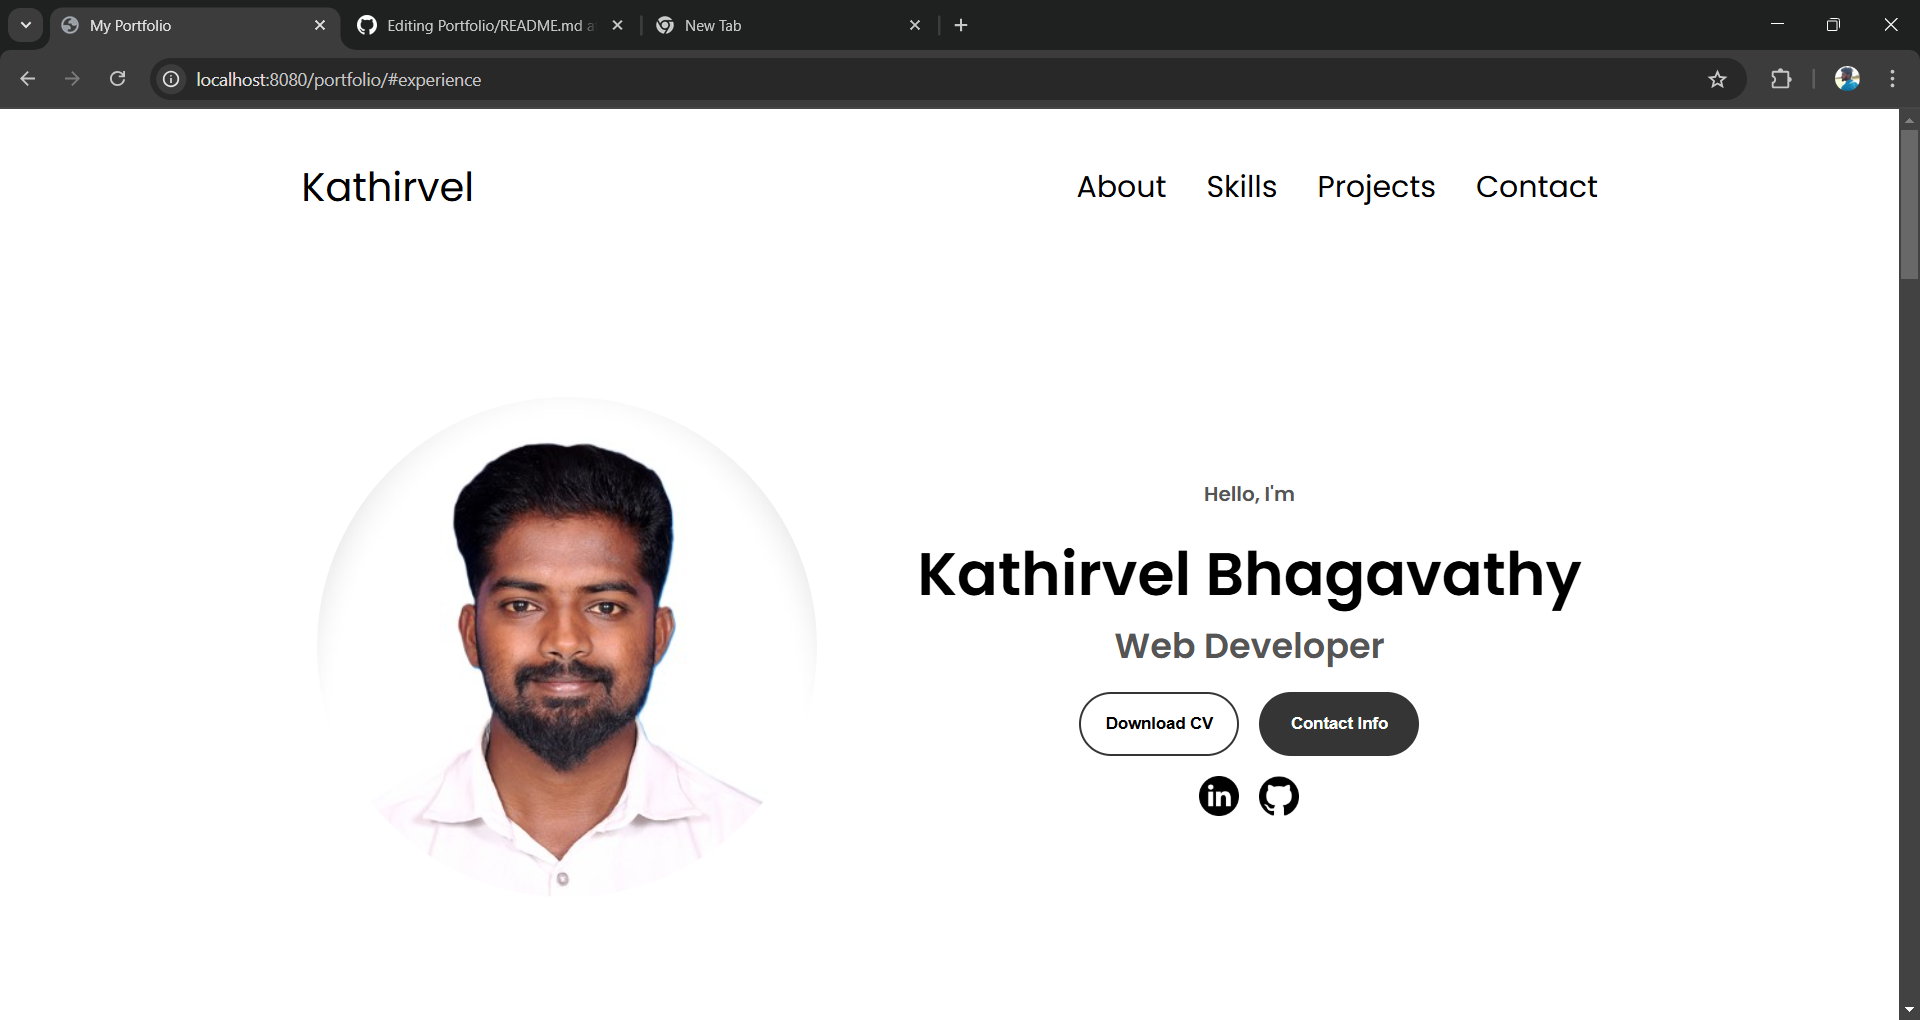 My Portfolio
Editing Portfolio/README.md
New Tab
localhost:8080/portfolio/#experience
Kathirvel
About Skills Projects Contact
Hello, I'm
Kathirvel Bhagavathy
Web Developer
Download CV Contact Info
in